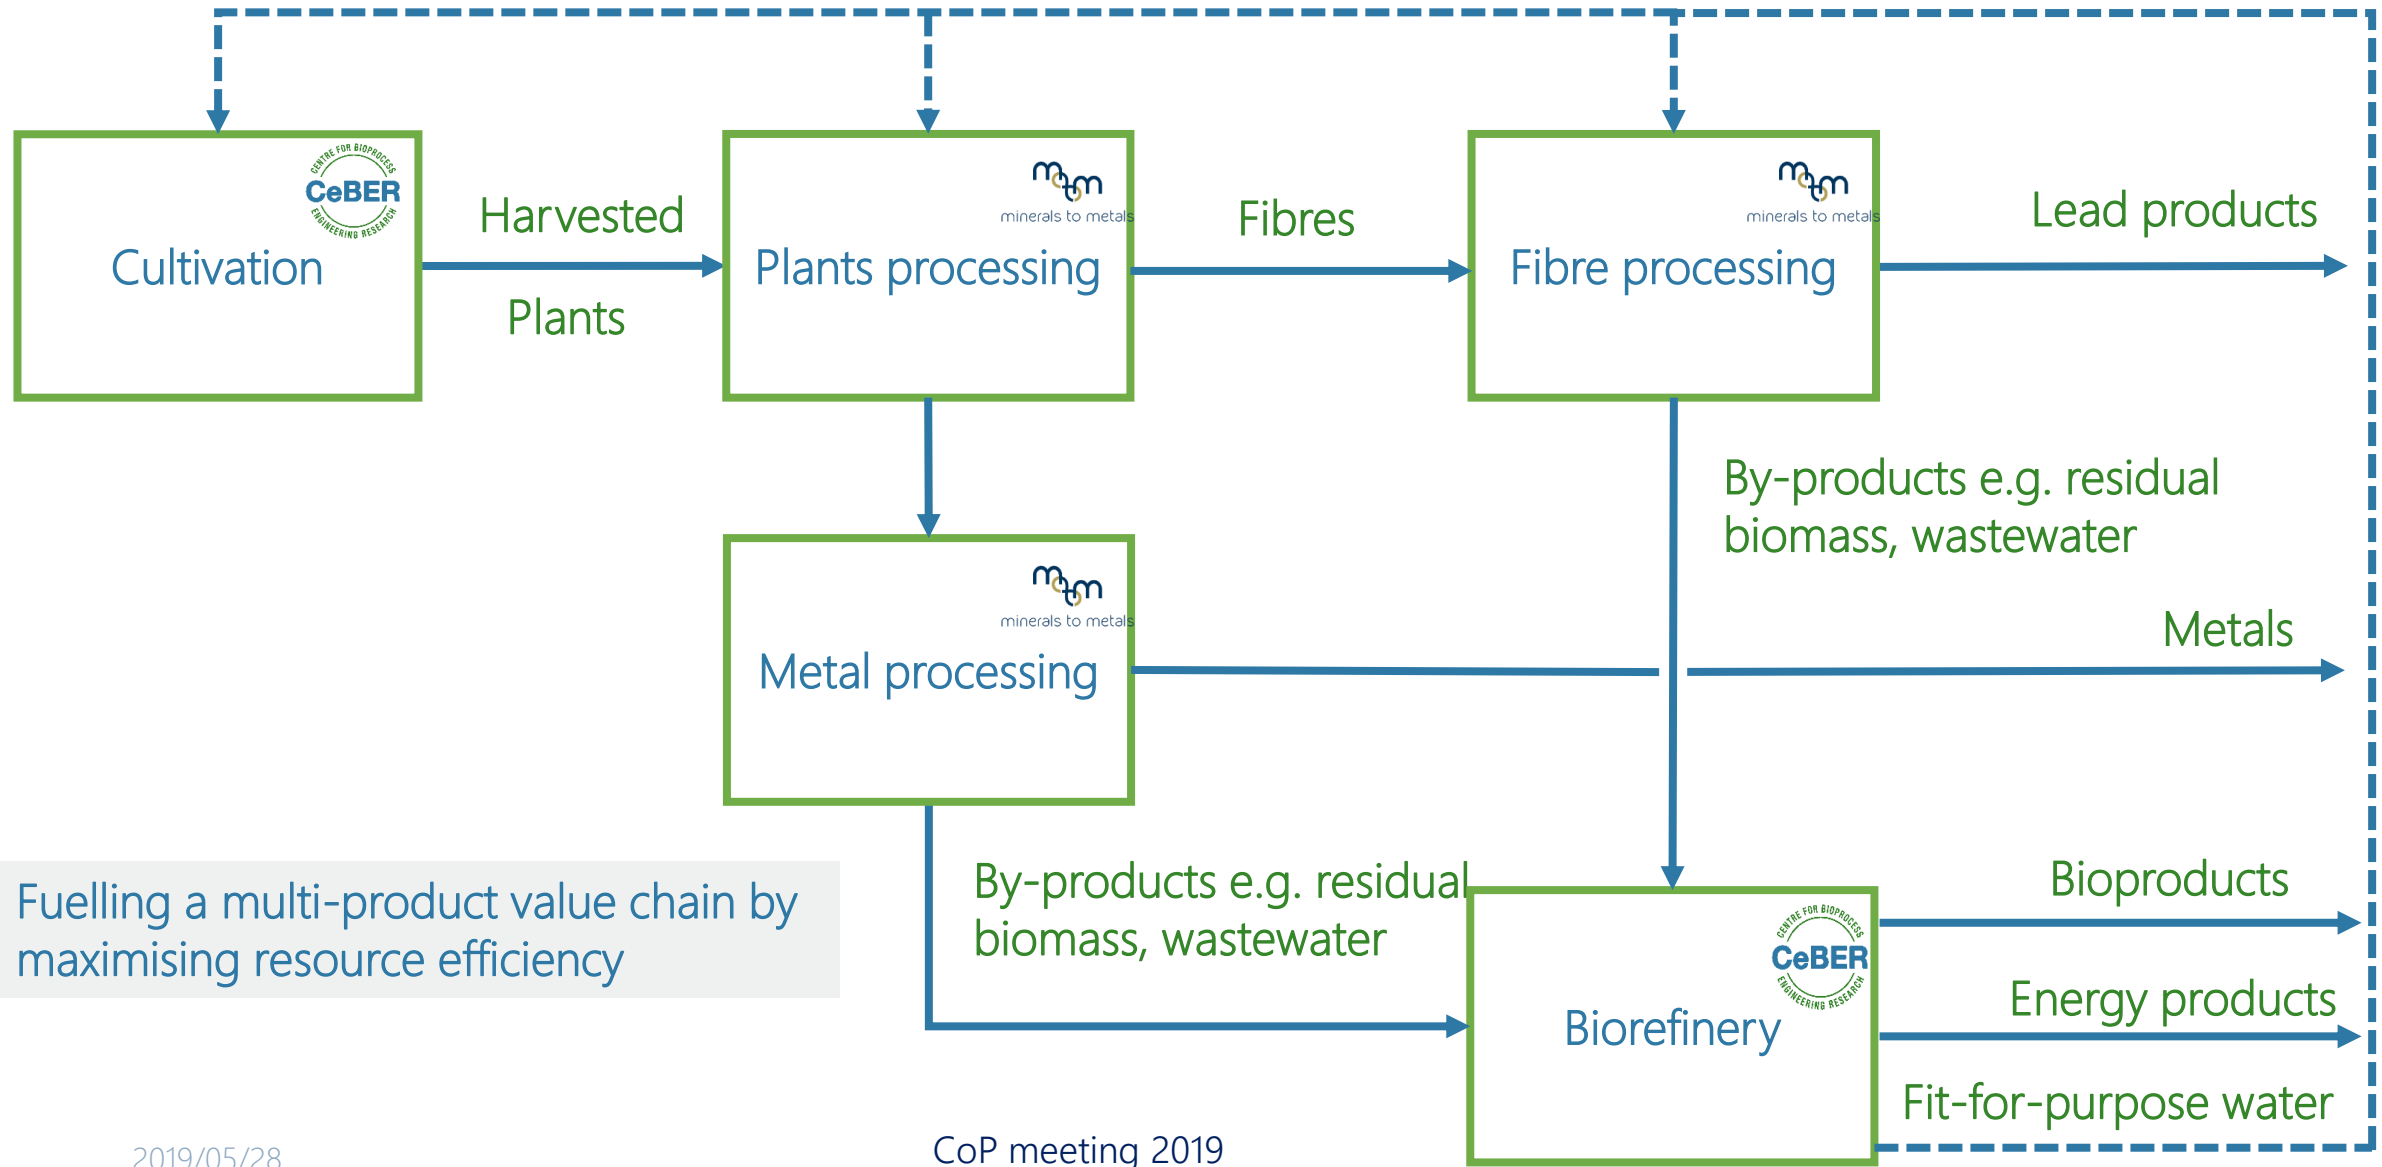 CENTRE FOR BIOPROCESS
CeBER
ENGINEERING RESEARCH
Cultivation
Harvested
Plants
mtm
minerals to metals
Plants processing
Fibres
mtm
minerals to metals
Fibre processing
Lead products
By-products e.g. residual
biomass, wastewater
mtm
minerals to metals
Metal processing
Metals
Fuelling a multi-product value chain by
maximising resource efficiency
By-products e.g. residual
biomass, wastewater
CENTRE FOR BIOPROCESS
CeBER
ENGINEERING RESEARCH
Biorefinery
Bioproducts
Energy products
Fit-for-purpose water
2019/05/28
CoP meeting 2019